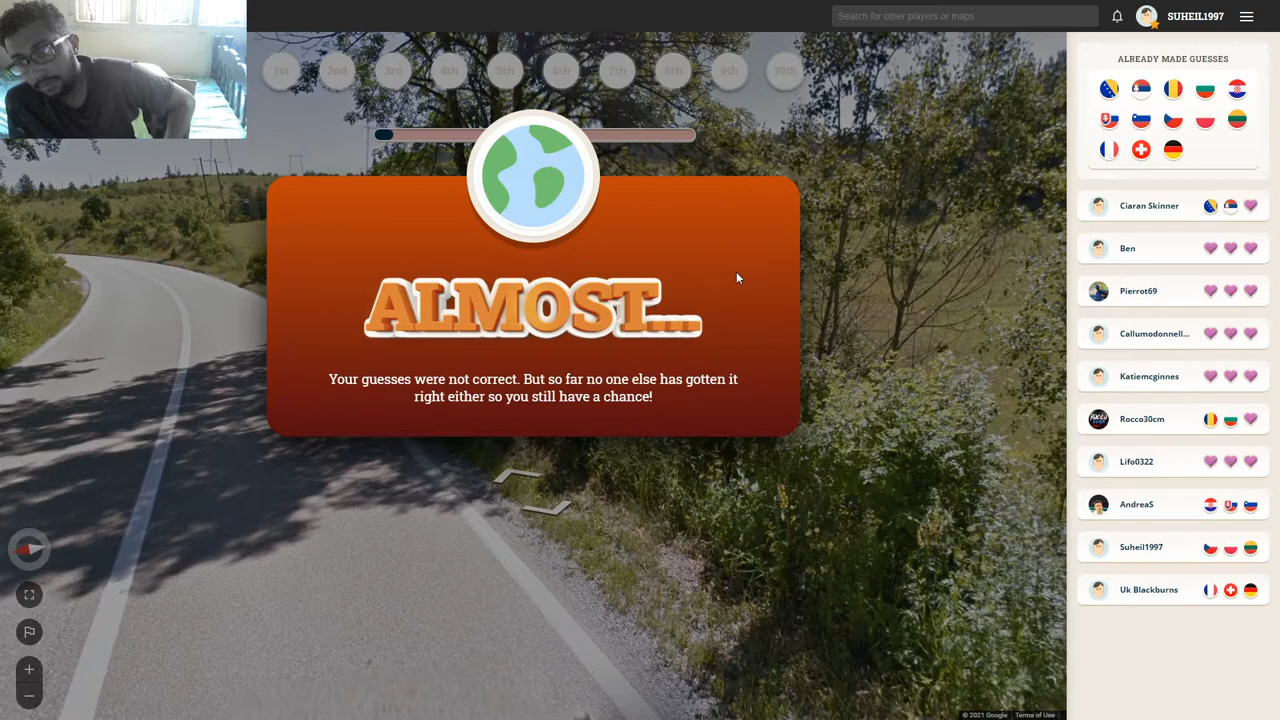 Search for other players or maps
SUHEIL1997
1st 2nd 3rd 4th 5th 6th 7th 8th 9th 10th
ALMOST...
Your guesses were not correct. But so far no one else has gotten it
right either so you still have a chance!
ALREADY MADE GUESSES
Ciaran Skinner
Ben
Pierrot69
Callumodonnell...
Katiemcginnes
Rocco30cm
Lifo0322
AndreaS
Suheil1997
Uk Blackburns
© 2021 Google Terms of Use